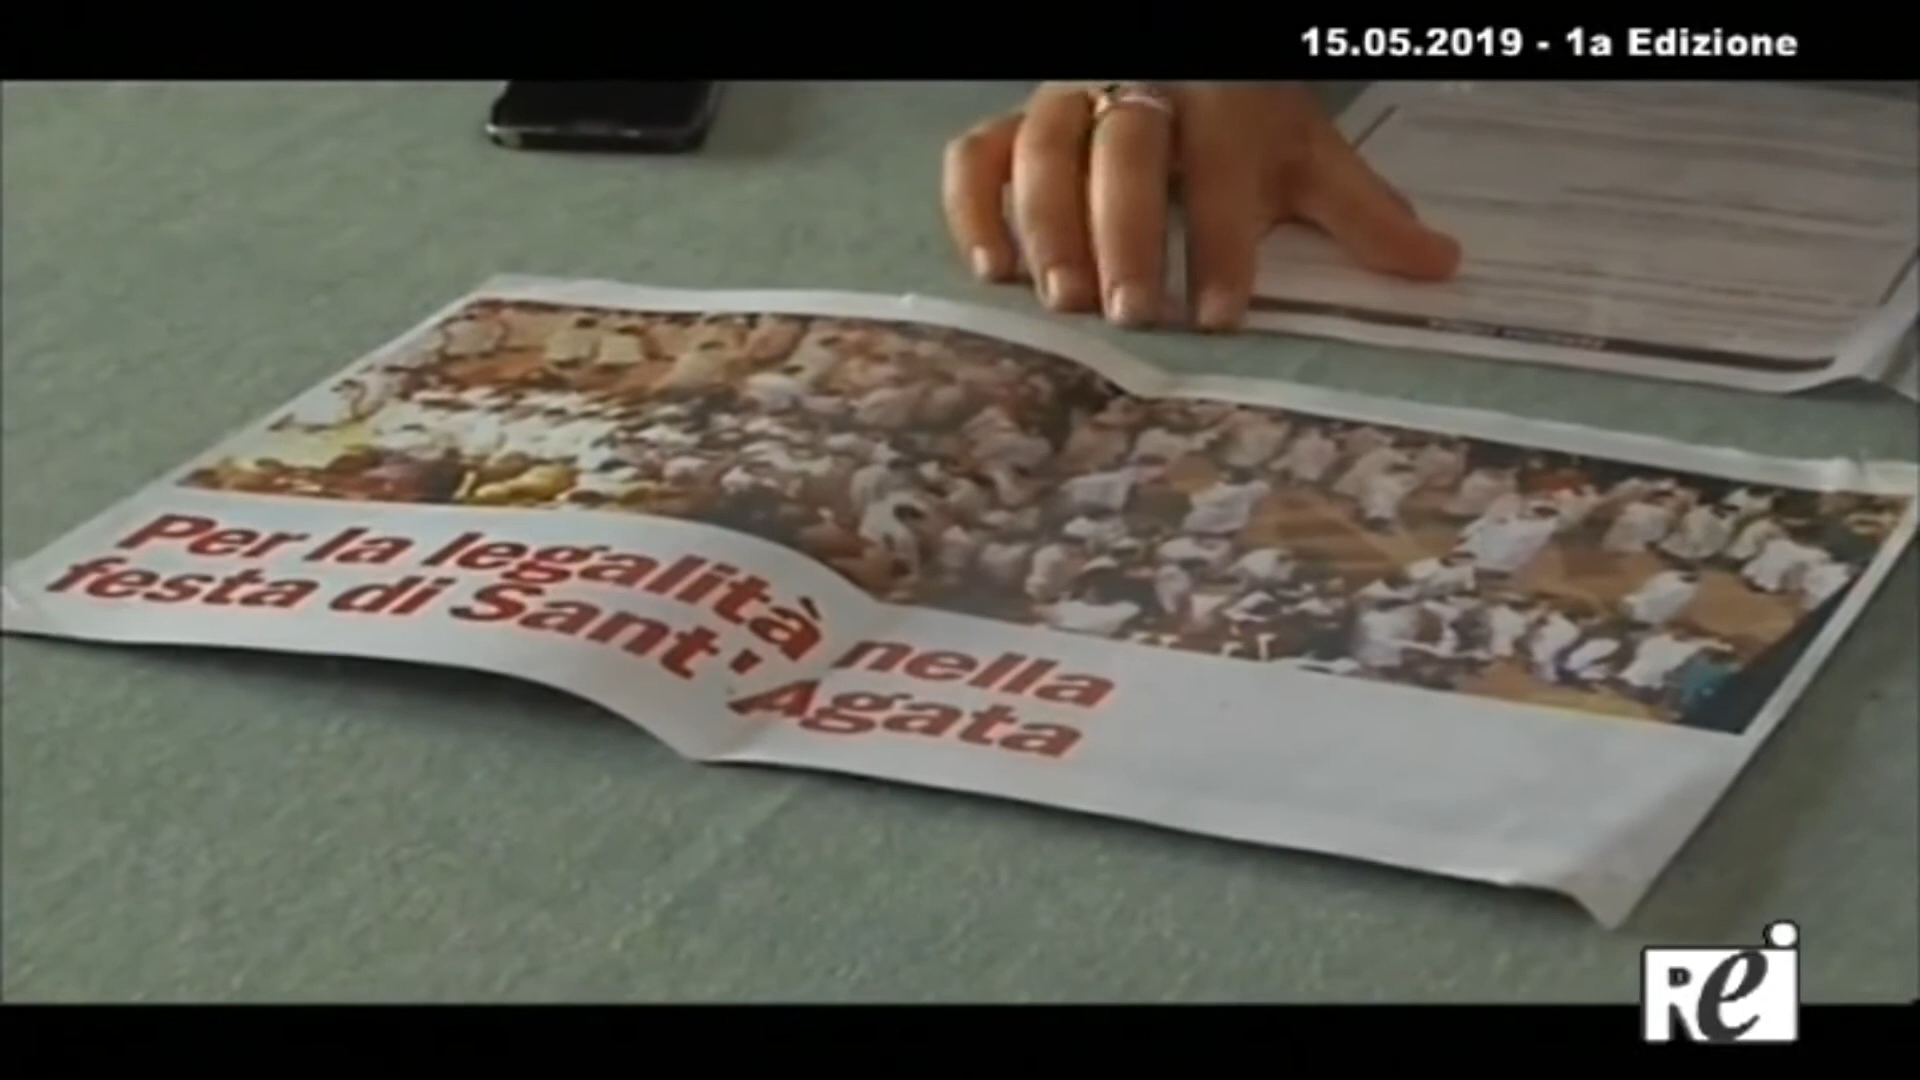 15.05.2019 - 1a Edizione
Per la legalità nella
festa di Sant'Agata
Rei